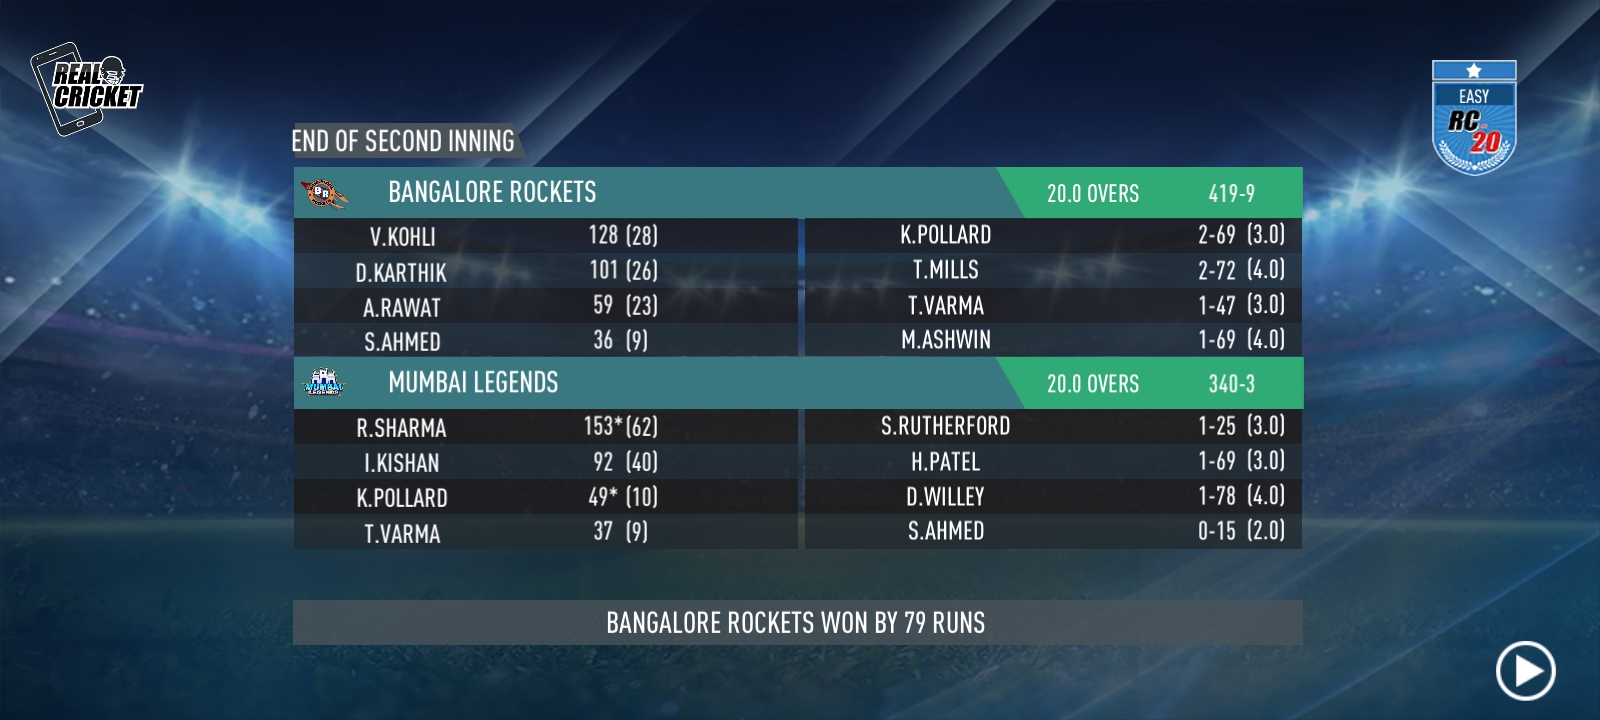 REAL
CRICKET
EASY
RC
20
END OF SECOND INNING
BR BANGALORE ROCKETS 20.0 OVERS 419-9
V.KOHLI 128 (28) K.POLLARD 2-69 (3.0)
D.KARTHIK 101 (26) T.MILLS 2-72 (4.0)
A.RAWAT 59 (23) T.VARMA 1-47 (3.0)
S.AHMED 36 (9) M.ASHWIN 1-69 (4.0)
MUMBAI LEGENDS MUMBAI LEGENDS 20.0 OVERS 340-3
R.SHARMA 153* (62) S.RUTHERFORD 1-25 (3.0)
I.KISHAN 92 (40) H.PATEL 1-69 (3.0)
K.POLLARD 49* (10) D.WILLEY 1-78 (4.0)
T.VARMA 37 (9) S.AHMED 0-15 (2.0)
BANGALORE ROCKETS WON BY 79 RUNS